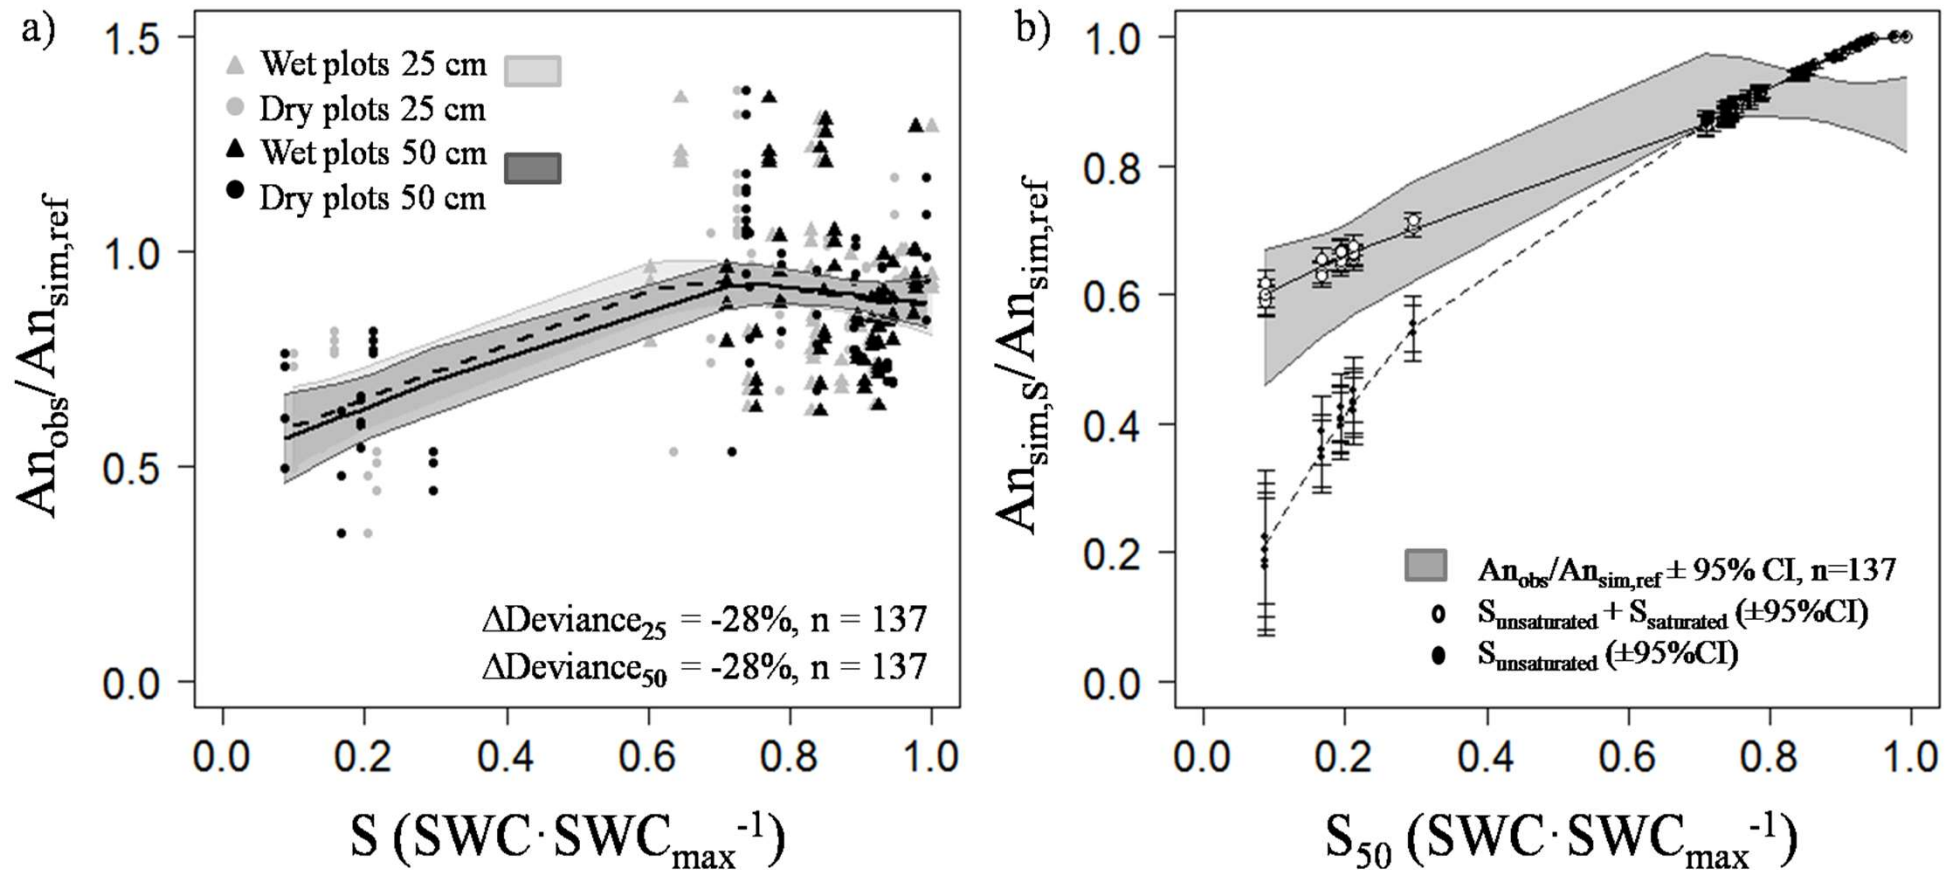 a)
An_obs/An_sim,ref
1.5
1.0
0.5
0.0
Wet plots 25 cm
Dry plots 25 cm
Wet plots 50 cm
Dry plots 50 cm
ΔDeviance_25 = -28%, n = 137
ΔDeviance_50 = -28%, n = 137
0.0 0.2 0.4 0.6 0.8 1.0
S (SWC·SWC_max^-1)
b)
An_sim,s/An_sim,ref
1.0
0.8
0.6
0.4
0.2
0.0
An_obs/An_sim,ref ± 95% CI, n=137
S_unsaturated + S_saturated (±95%CI)
S_unsaturated (±95%CI)
0.0 0.2 0.4 0.6 0.8 1.0
S_50 (SWC·SWC_max^-1)